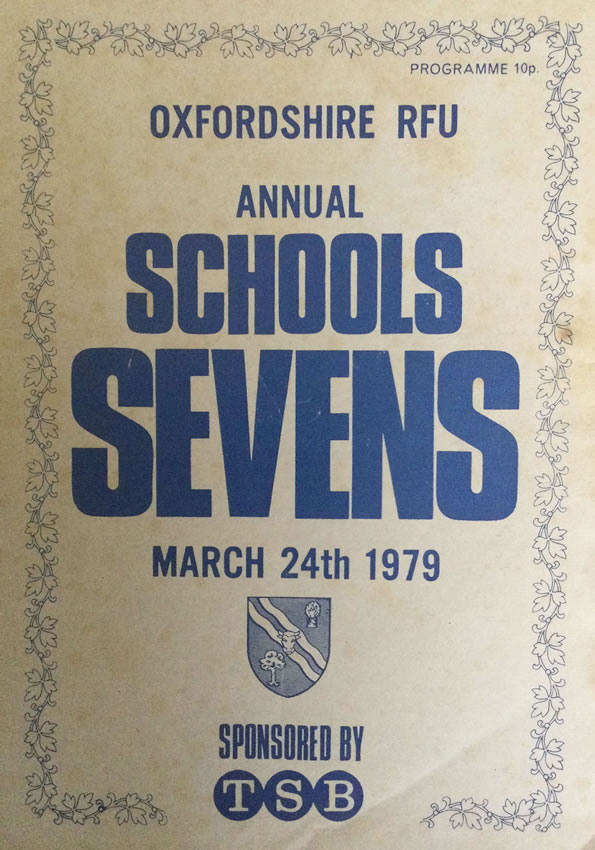 PROGRAMME 10p.
OXFORDSHIRE RFU
ANNUAL
SCHOOLS
SEVENS
MARCH 24th 1979
SPONSORED BY
TSB